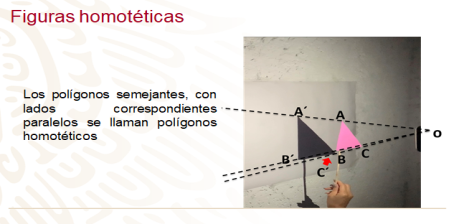 Figuras homotéticas
Los polígonos semejantes, con
lados correspondientes
paralelos se llaman polígonos
homotéticos
A´ A
O
B´ B C
C´